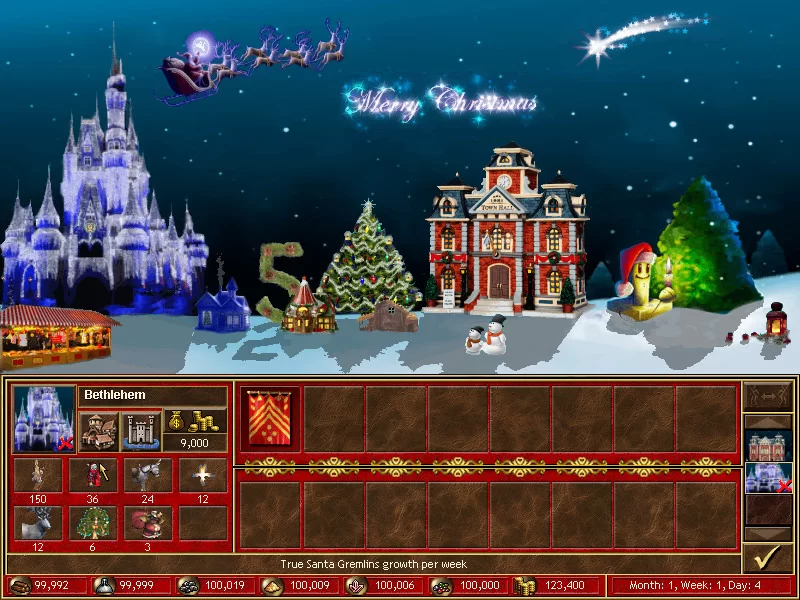 Merry Christmas
TOWN HALL
Bethlehem
9,000
150 36 24 12
12 6 3
True Santa Gremlins growth per week
99,992 99,999 100,019 100,009 100,006 100,000 123,400 Month: 1, Week: 1, Day: 4